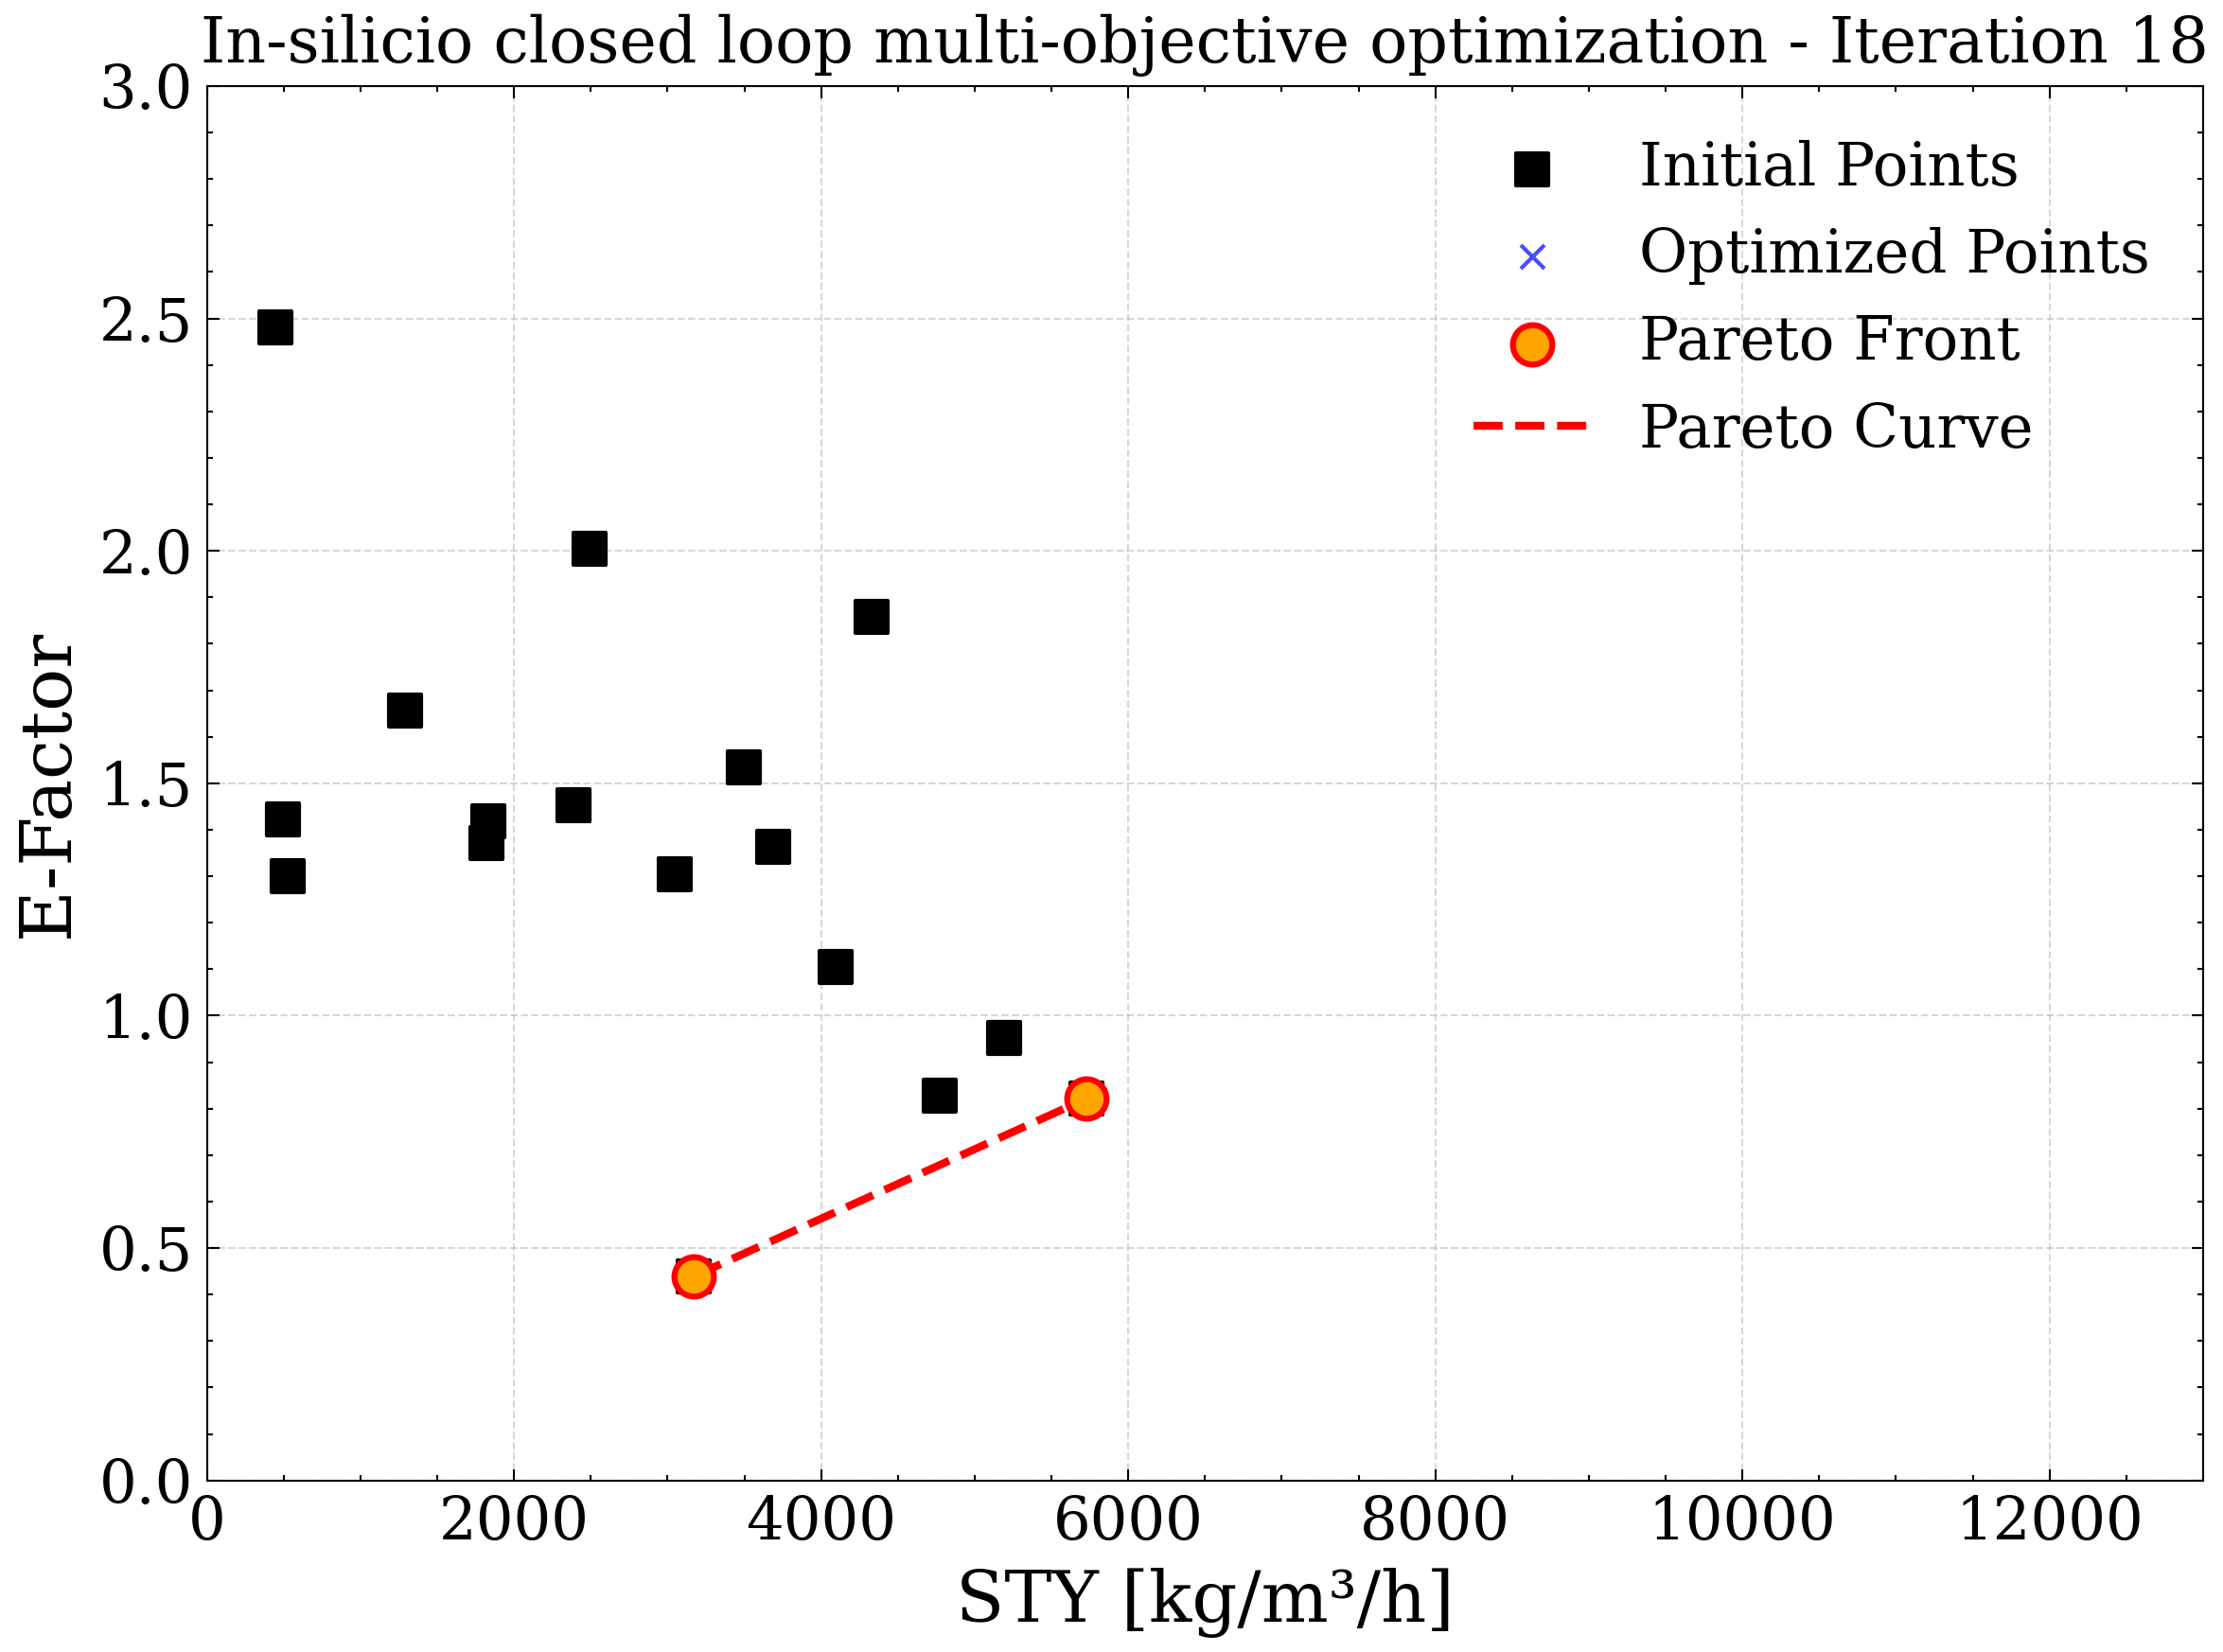 In-silicio closed loop multi-objective optimization - Iteration 18
3.0
2.5
2.0
1.5
1.0
0.5
0.0
E-Factor
Initial Points
Optimized Points
Pareto Front
Pareto Curve
0 2000 4000 6000 8000 10000 12000
STY [kg/m³/h]